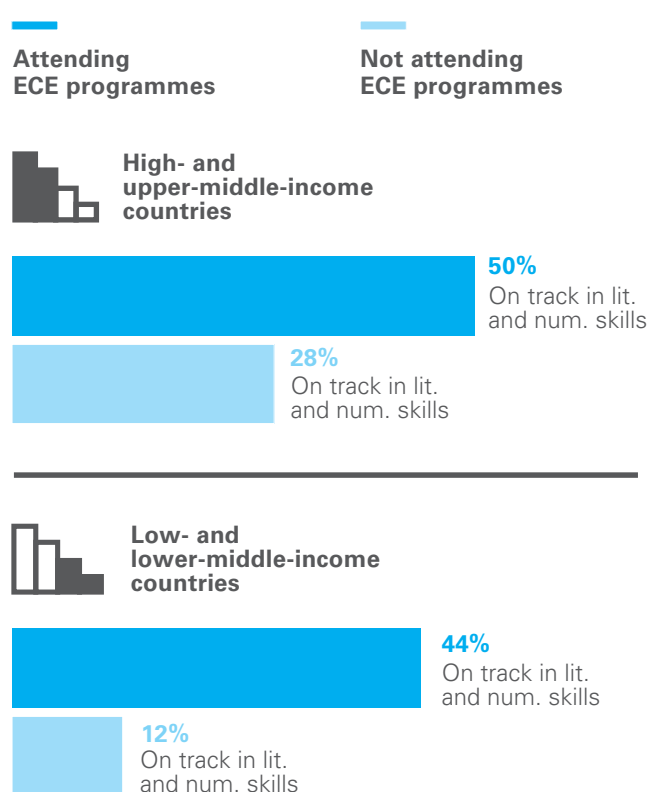 Attending
ECE programmes
Not attending
ECE programmes
High- and
upper-middle-income
countries
50%
On track in lit.
and num. skills
28%
On track in lit.
and num. skills
Low- and
lower-middle-income
countries
44%
On track in lit.
and num. skills
12%
On track in lit.
and num. skills